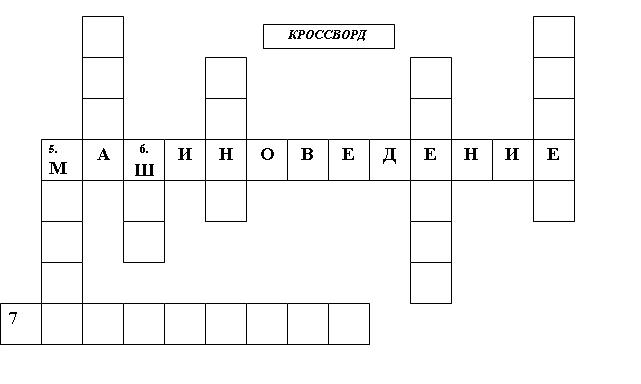 КРОССВОРД
5. М А 6. Ш И Н О В Е Д Е Н И Е
7